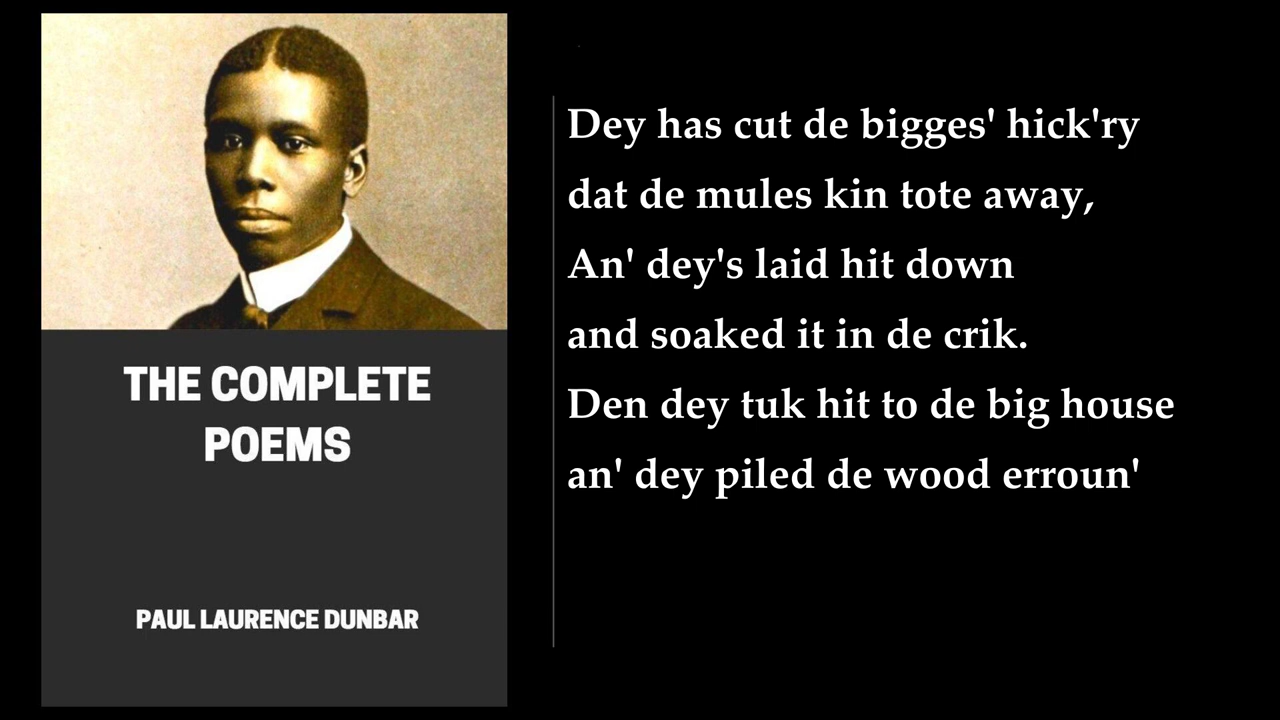 THE COMPLETE
POEMS
PAUL LAURENCE DUNBAR
Dey has cut de bigges' hick'ry
dat de mules kin tote away,
An' dey's laid hit down
and soaked it in de crik.
Den dey tuk hit to de big house
an' dey piled de wood erroun'